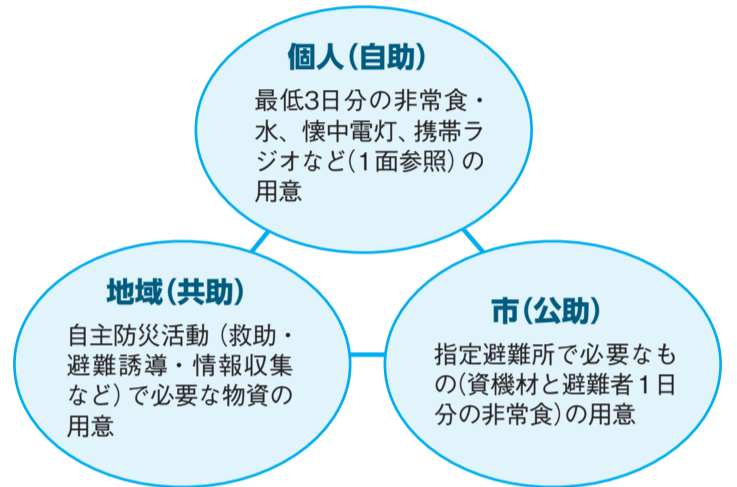 個人（自助）
最低3日分の非常食・
水、懐中電灯、携帯ラ
ジオなど（1面参照）の
用意
地域（共助）
自主防災活動（救助・
避難誘導・情報収集
など）で必要な物資の
用意
市（公助）
指定避難所で必要なも
の（資機材と避難者1日
分の非常食）の用意